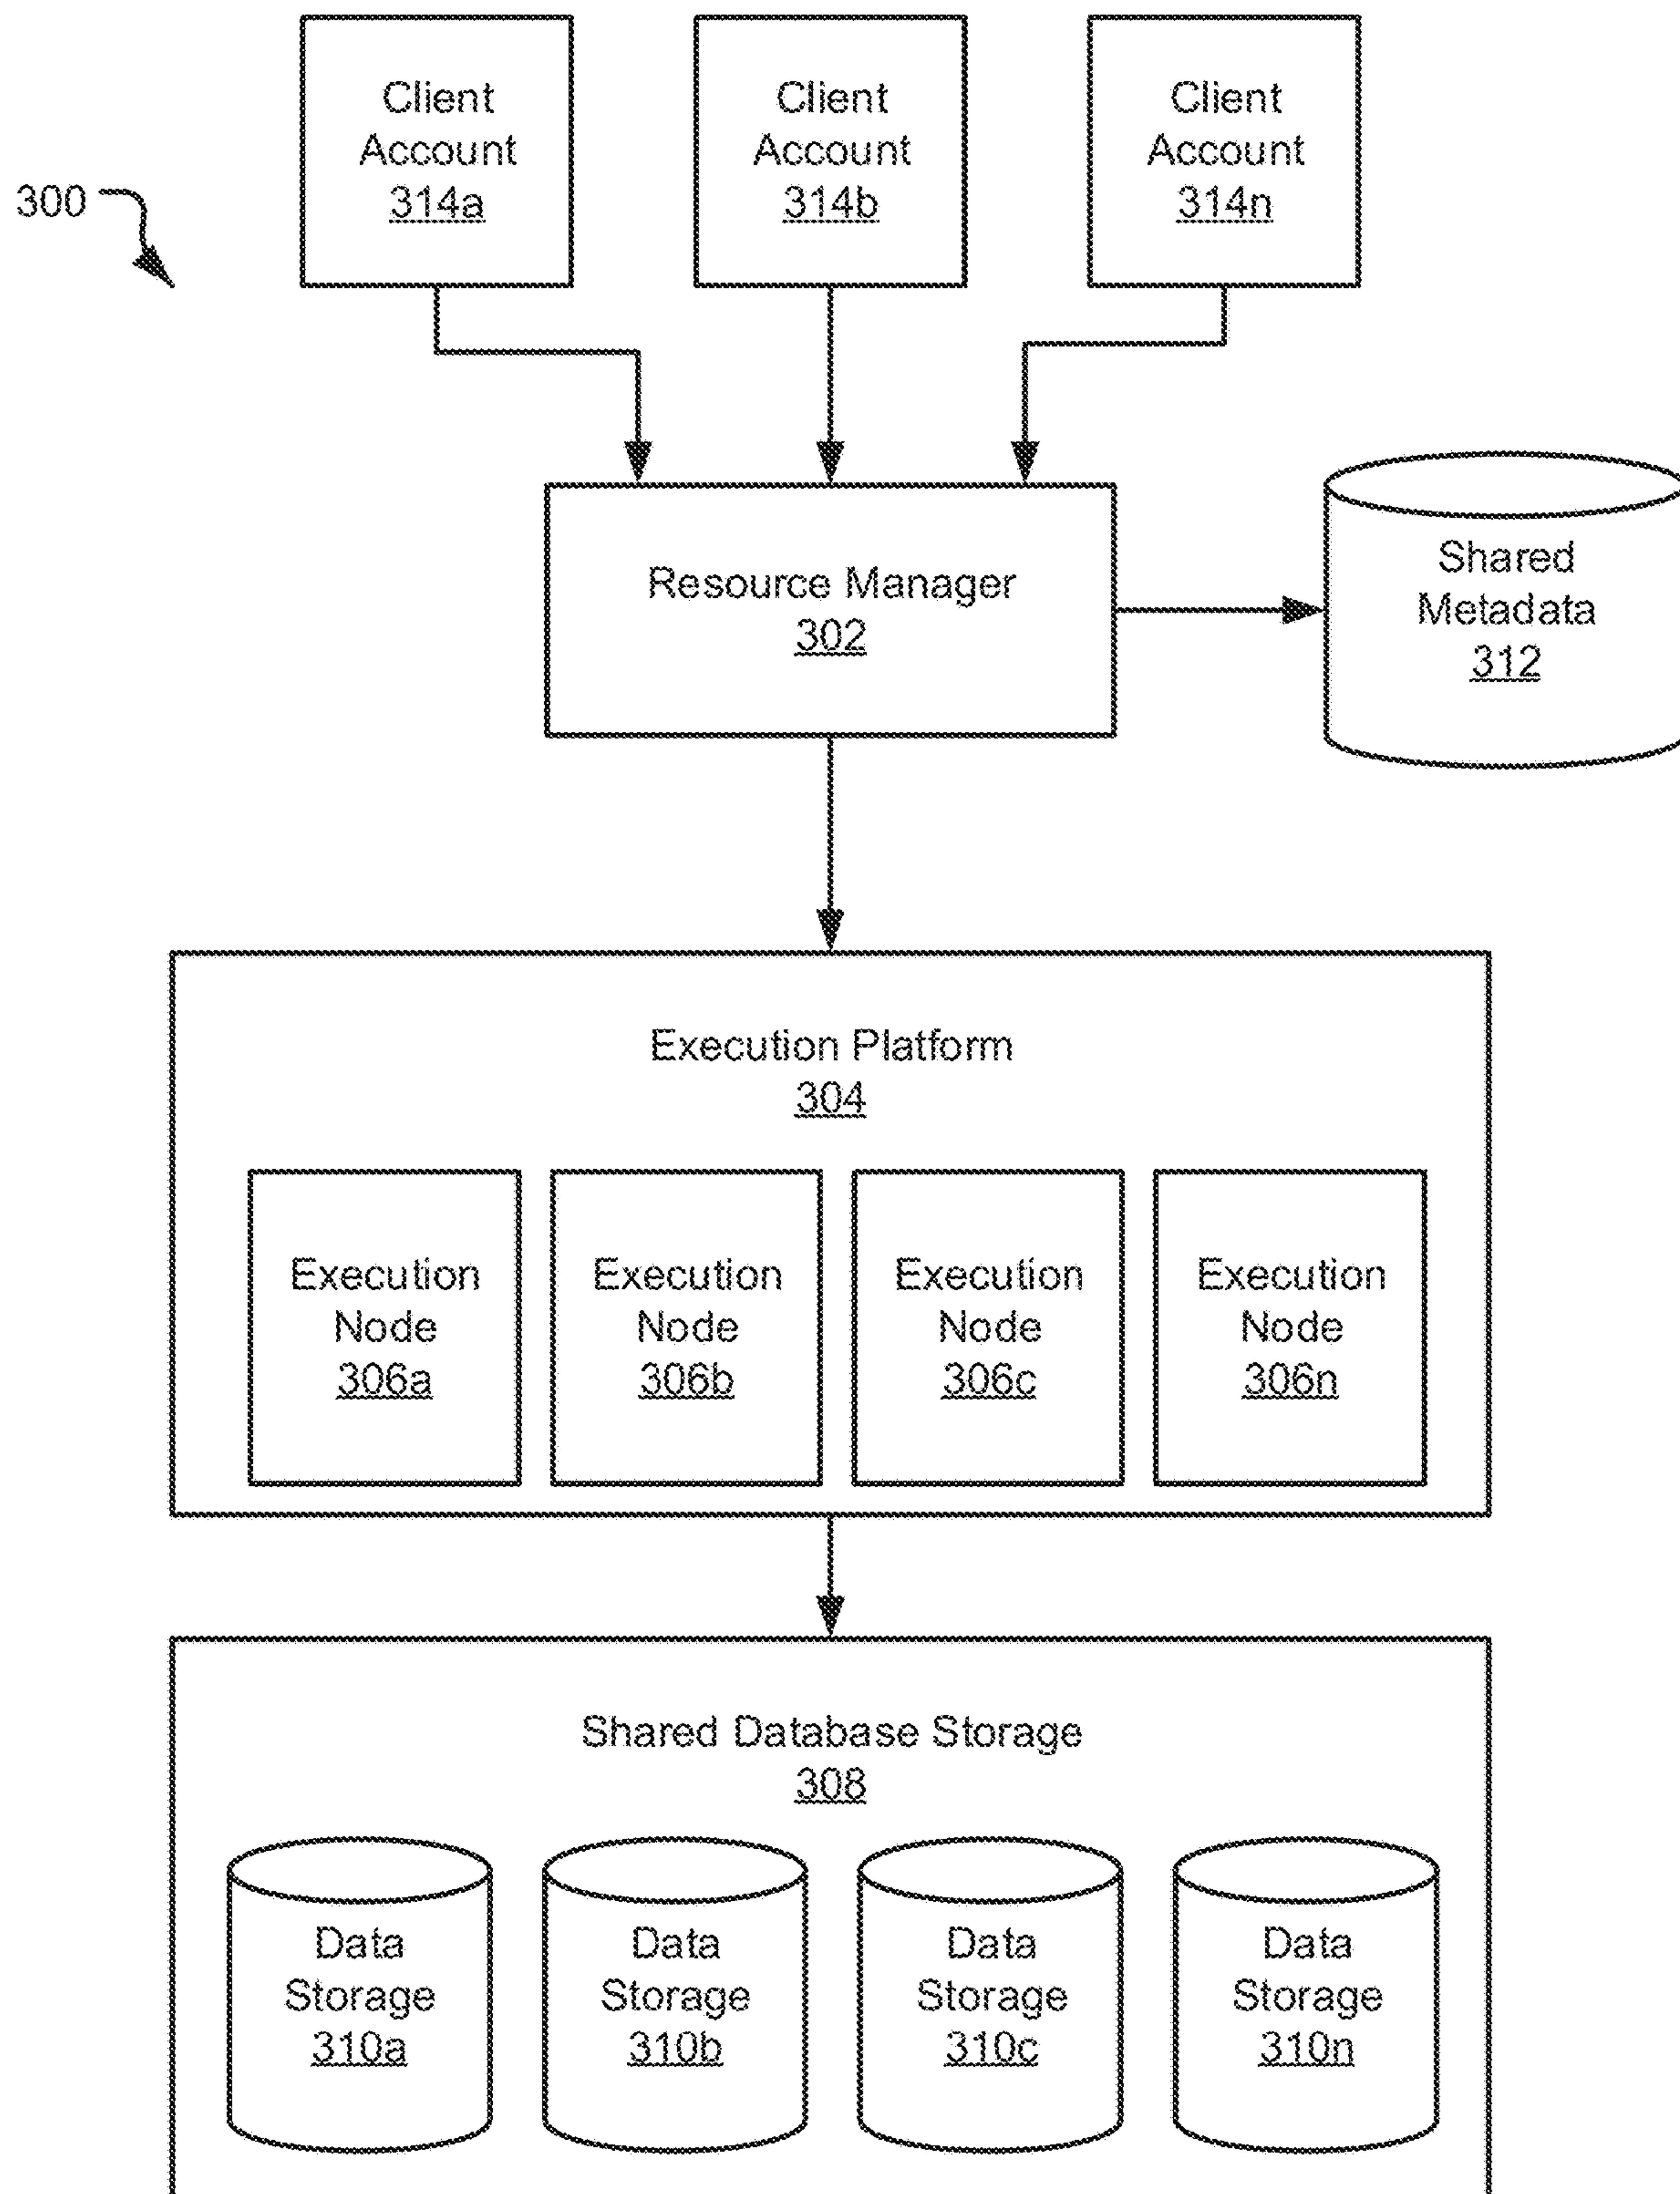 Client
Account
314a
Client
Account
314b
Client
Account
314n
300
Resource Manager
302
Shared
Metadata
312
Execution Platform
304
Execution
Node
306a
Execution
Node
306b
Execution
Node
306c
Execution
Node
306n
Shared Database Storage
308
Data
Storage
310a
Data
Storage
310b
Data
Storage
310c
Data
Storage
310n